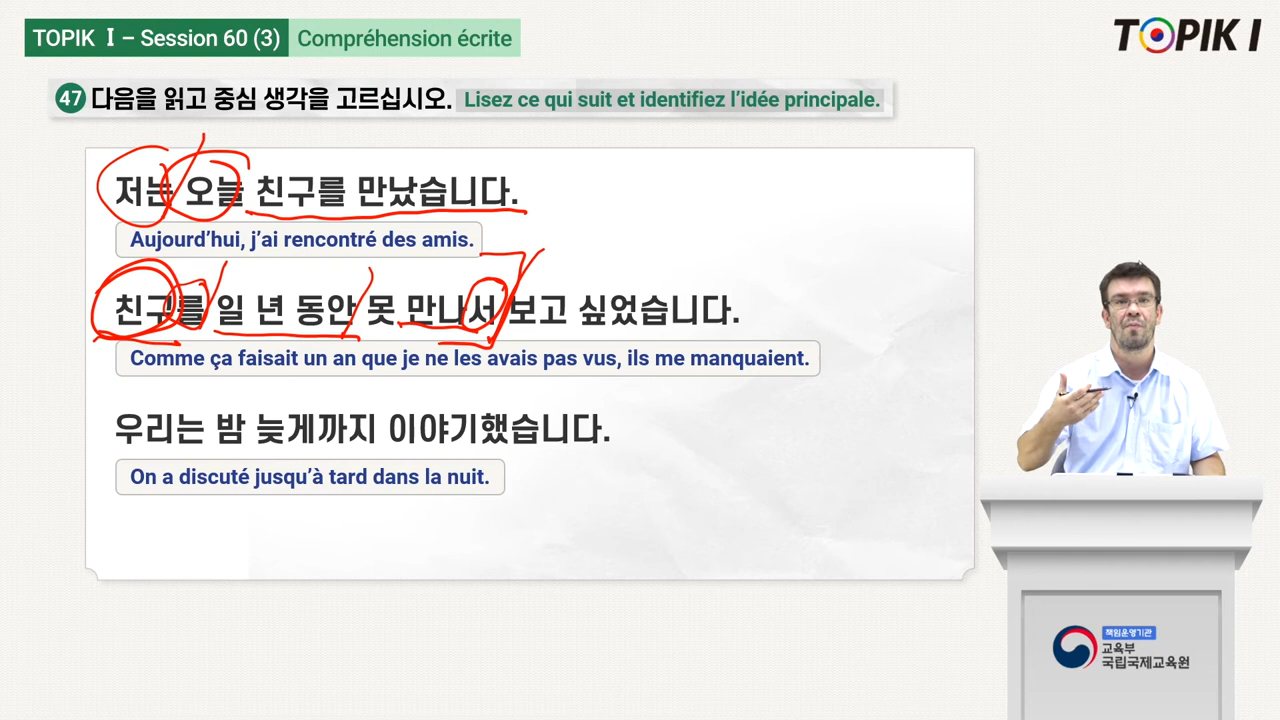 TOPIK I – Session 60 (3) Compréhension écrite
TOPIK I
47 다음을 읽고 중심 생각을 고르십시오. Lisez ce qui suit et identifiez l’idée principale.
저는 오늘 친구를 만났습니다.
Aujourd’hui, j’ai rencontré des amis.
친구를 일 년 동안 못 만나서 보고 싶었습니다.
Comme ça faisait un an que je ne les avais pas vus, ils me manquaient.
우리는 밤 늦게까지 이야기했습니다.
On a discuté jusqu’à tard dans la nuit.
책임운영기관
교육부
국립국제교육원